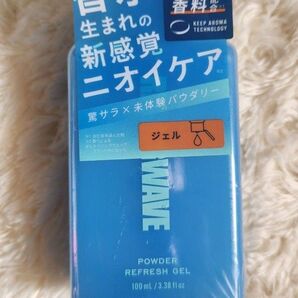 生まれの
新感覚
ニオイケア
驚サラ×未体験パウダリー
香料
KEEP AROMA
TECHNOLOGY
ジェル
WAVE
POWDER
REFRESH GEL
100 mL / 3.38 fl oz